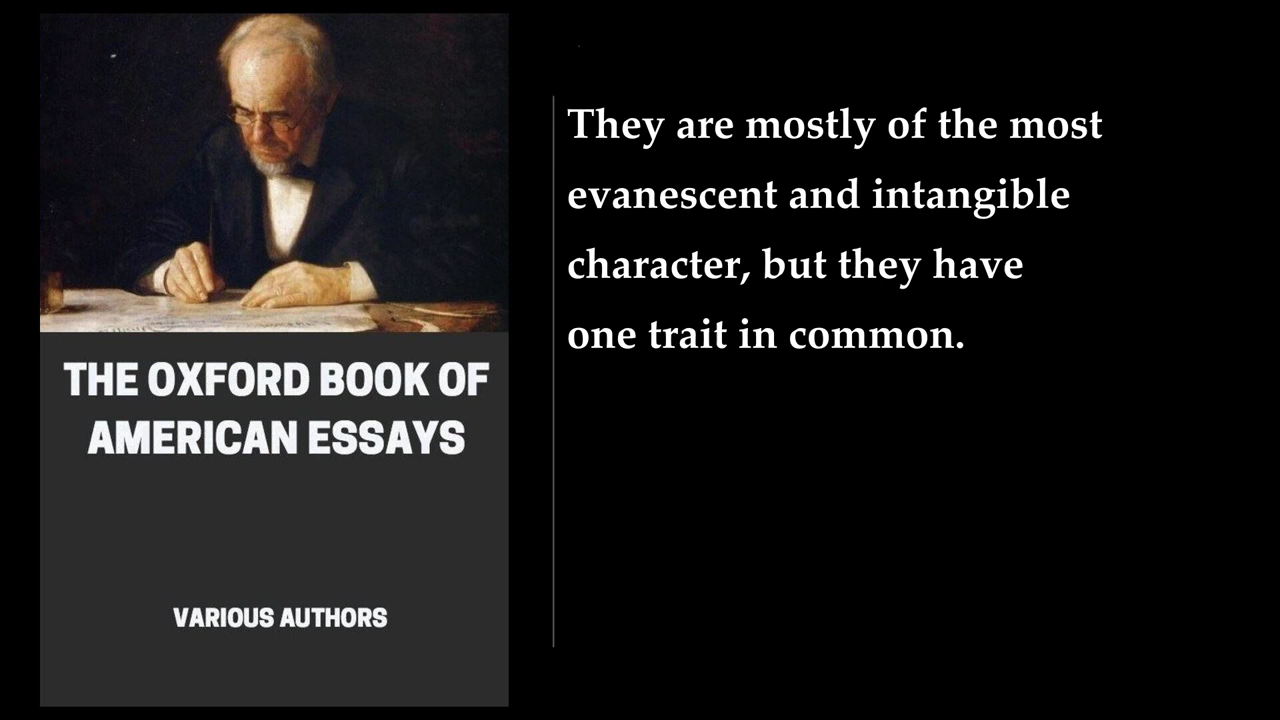 THE OXFORD BOOK OF
AMERICAN ESSAYS
VARIOUS AUTHORS
They are mostly of the most
evanescent and intangible
character, but they have
one trait in common.